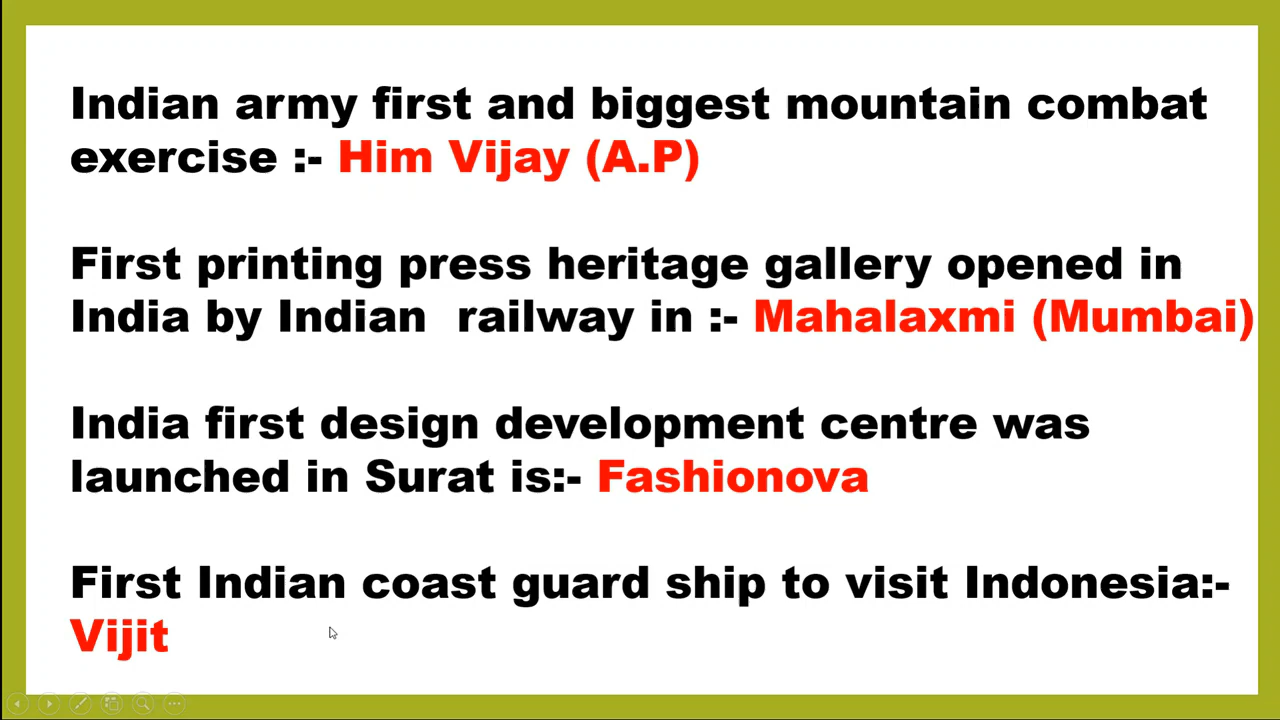 Indian army first and biggest mountain combat
exercise :- Him Vijay (A.P)
First printing press heritage gallery opened in
India by Indian  railway in :- Mahalaxmi (Mumbai)
India first design development centre was
launched in Surat is:- Fashionova
First Indian coast guard ship to visit Indonesia:-
Vijit